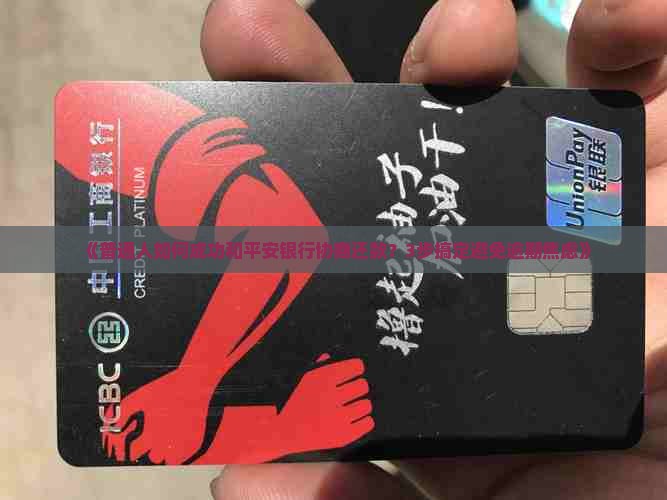 中国工商银行
CREDIT PLATINUM
ICBC
撸起袖子
加油干！
UnionPay
银联
《普通人如何成功和平安银行协商还款？3步搞定避免逾期焦虑》